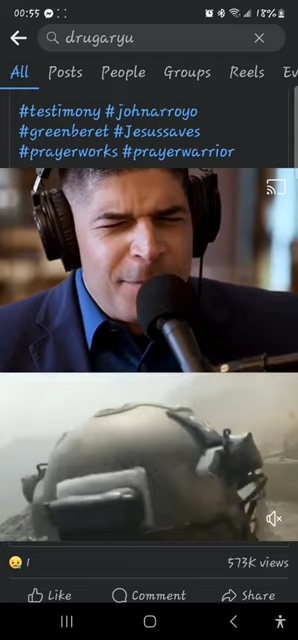 00:55
18%
drugaryu
All Posts People Groups Reels Ev
#testimony #johnarroyo
#greenberet #Jesussaves
#prayerworks #prayerwarrior
1
573K views
Like Comment Share